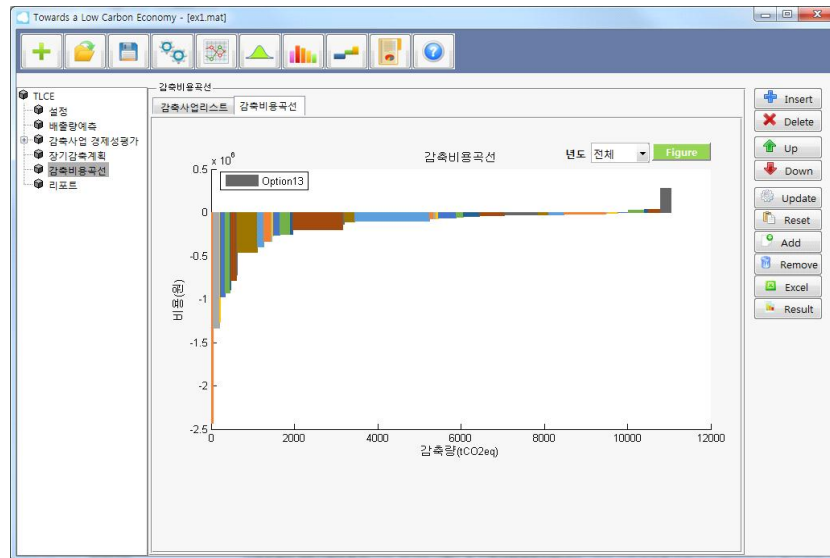 Towards a Low Carbon Economy - [ex1.mat]
TLCE
설정
배출량예측
감축사업 경제성평가
장기감축계획
감축비용곡선
리포트
감축비용곡선
감축사업리스트
감축비용곡선
감축비용곡선
년도
전체
Figure
x 10^6
Option13
0.5
0
-0.5
-1
-1.5
-2
-2.5
비용(원)
0
2000
4000
6000
8000
10000
12000
감축량(tCO2eq)
Insert
Delete
Up
Down
Update
Reset
Add
Remove
Excel
Result